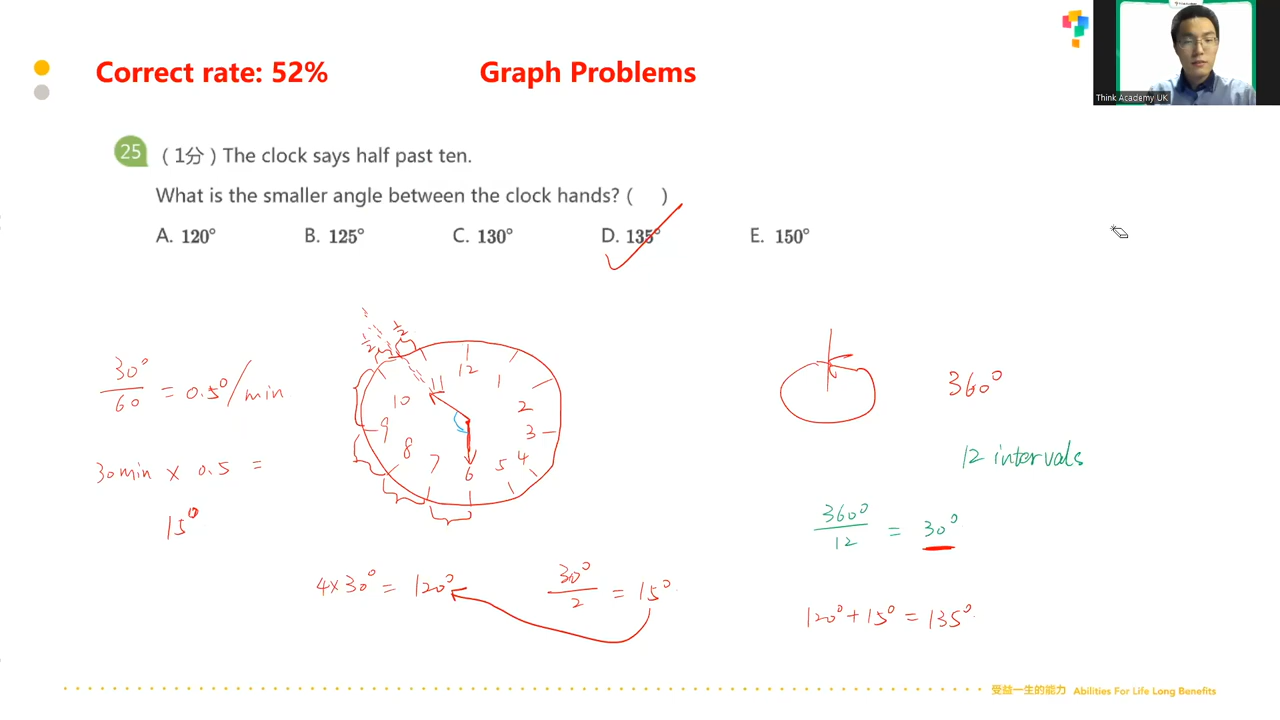 Think Academy UK
Correct rate: 52%
Graph Problems
25 （1分）The clock says half past ten.
What is the smaller angle between the clock hands? ( )
A. 120° B. 125° C. 130° D. 135° E. 150°
30°/60 = 0.5°/min
30min × 0.5 =
15°
1/2 1/2
12
11 1
10 2
9 3
8 4
7 6 5
4×30° = 120°
30°/2 = 15°
360°
12 intervals
360°/12 = 30°
120° + 15° = 135°
受益一生的能力 Abilities For Life Long Benefits